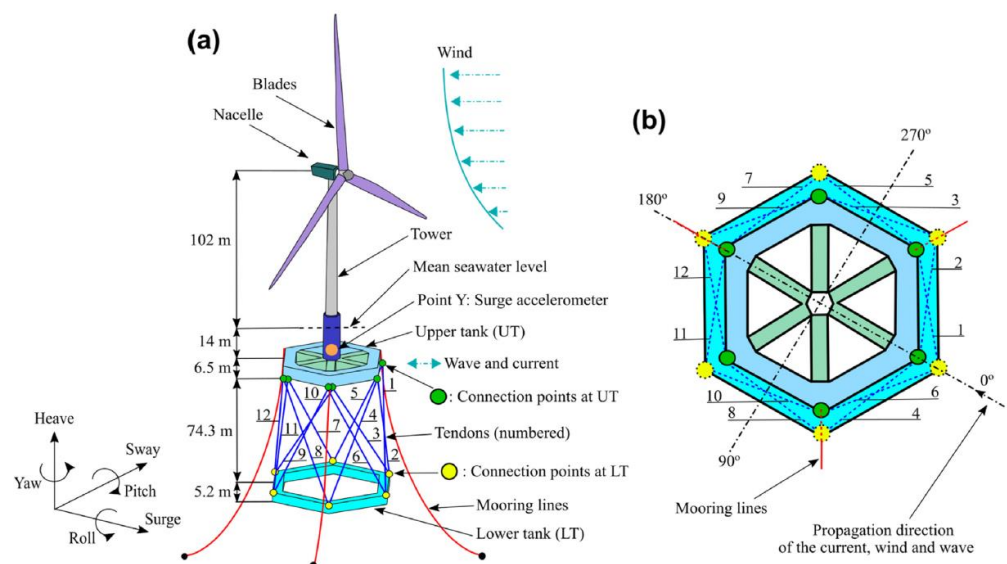 (a)
Wind
Blades
Nacelle
102 m
Tower
Mean seawater level
Point Y: Surge accelerometer
14 m
Upper tank (UT)
6.5 m
Wave and current
10
5
1
: Connection points at UT
12
11
7
4
3
Tendons (numbered)
74.3 m
9
8
6
2
: Connection points at LT
5.2 m
Mooring lines
Lower tank (LT)
Heave
Sway
Yaw
Pitch
Surge
Roll
(b)
270º
7
5
9
3
180º
12
2
11
1
10
6
0º
8
4
90º
Mooring lines
Propagation direction
of the current, wind and wave